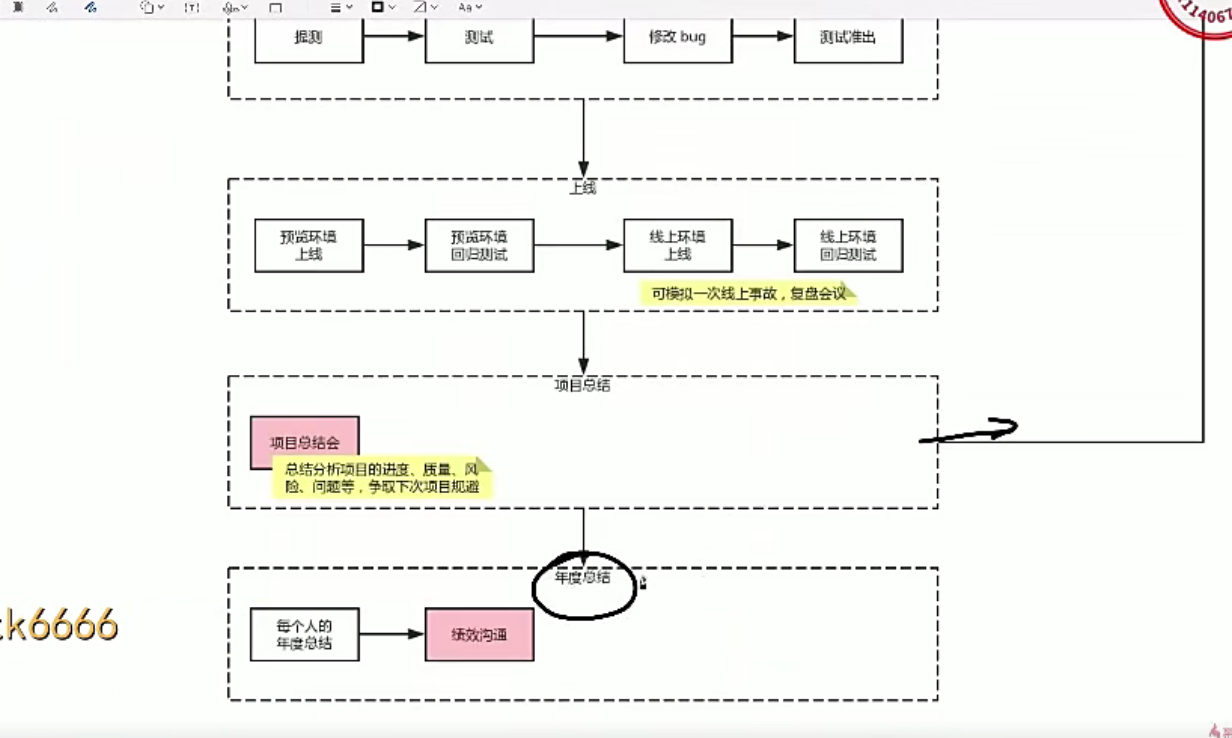 提测
测试
修改 bug
测试准出
上线
预览环境
上线
预览环境
回归测试
线上环境
上线
线上环境
回归测试
可模拟一次线上事故，复盘会议
项目总结
项目总结会
总结分析项目的进度、质量、风
险、问题等，争取下次项目规避
年度总结
每个人的
年度总结
绩效沟通
k6666
114067